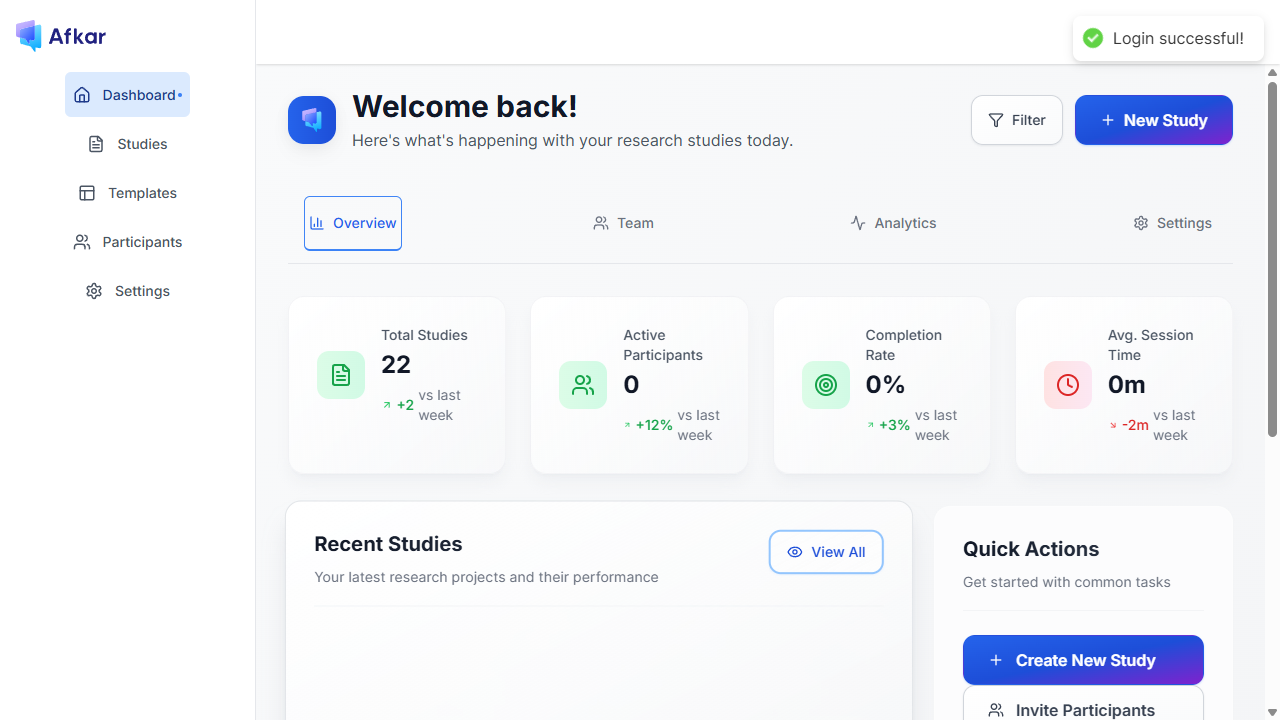 Afkar
Login successful!
Dashboard
Studies
Templates
Participants
Settings
Welcome back!
Here's what's happening with your research studies today.
Filter
New Study
Overview
Team
Analytics
Settings
Total Studies
22
+2 vs last
week
Active
Participants
0
+12% vs last
week
Completion
Rate
0%
+3% vs last
week
Avg. Session
Time
0m
-2m vs last
week
Recent Studies
Your latest research projects and their performance
View All
Quick Actions
Get started with common tasks
Create New Study
Invite Participants